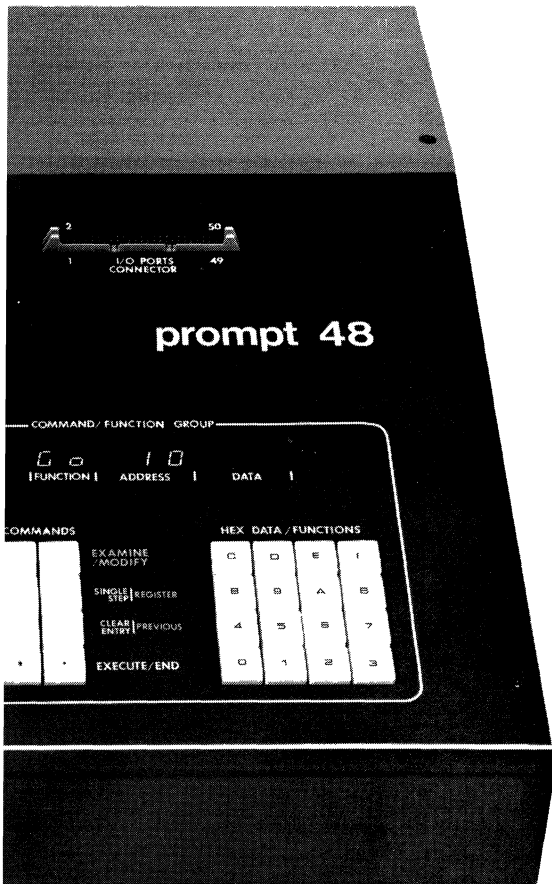 2 50
1 I/O PORTS 49
CONNECTOR
prompt 48
COMMAND/FUNCTION GROUP
Go 10
FUNCTION ADDRESS DATA
COMMANDS HEX DATA/FUNCTIONS
EXAMINE
/MODIFY
C D E F
SINGLE
STEP REGISTER
8 9 A B
CLEAR
ENTRY PREVIOUS
4 5 6 7
EXECUTE/END
0 1 2 3